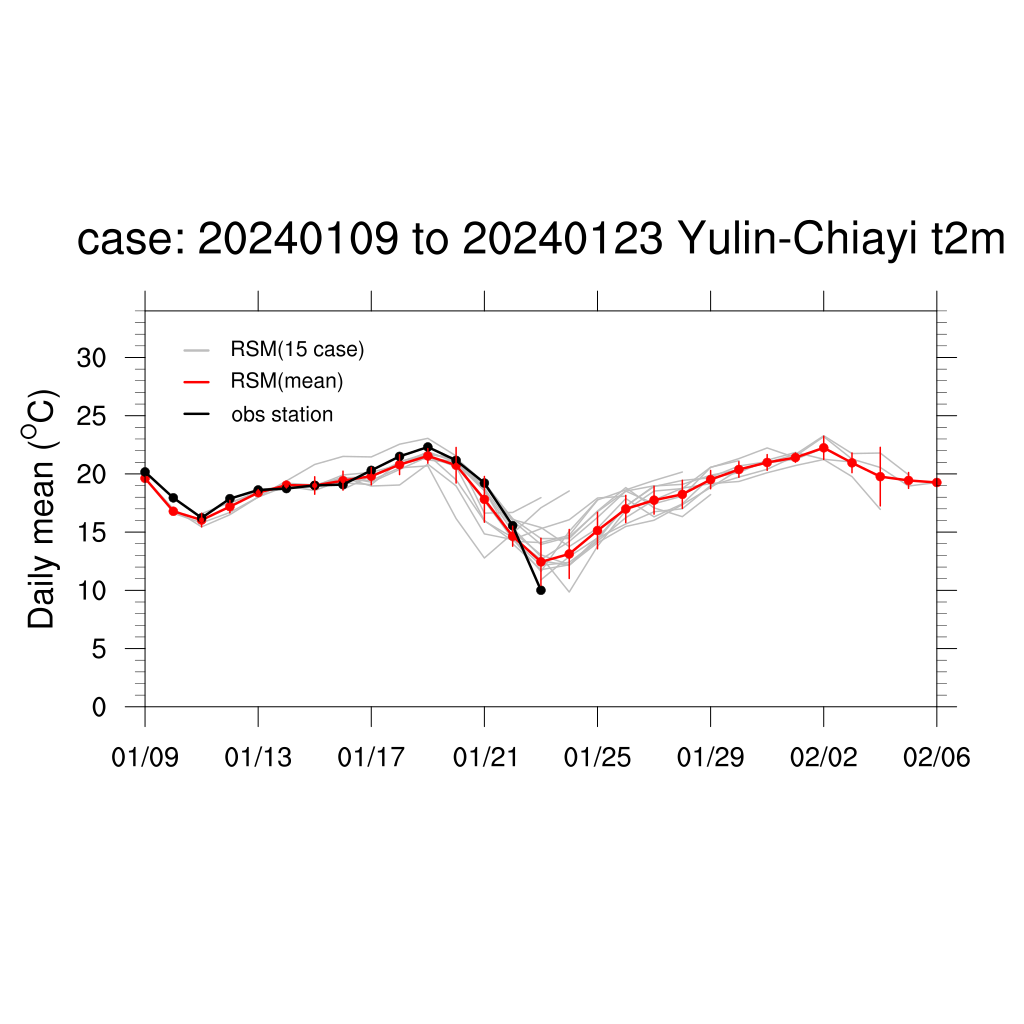 case: 20240109 to 20240123 Yulin-Chiayi t2m
RSM(15 case)
RSM(mean)
obs station
Daily mean (°C)
30
25
20
15
10
5
0
01/09 01/13 01/17 01/21 01/25 01/29 02/02 02/06